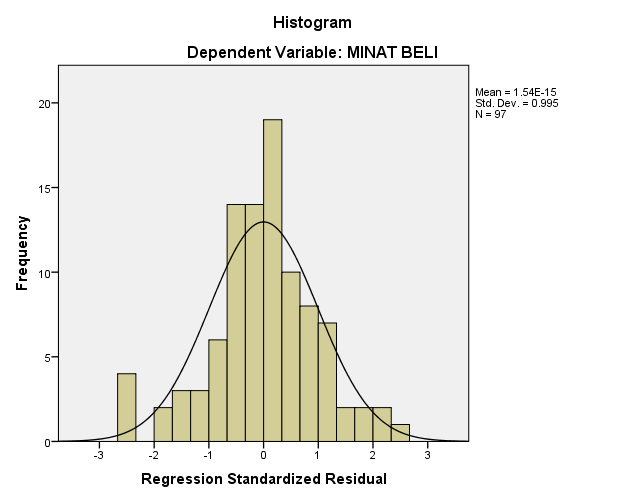 Histogram
Dependent Variable: MINAT BELI
Mean = 1.54E-15
Std. Dev. = 0.995
N = 97
Frequency
20
15
10
5
0
-3 -2 -1 0 1 2 3
Regression Standardized Residual